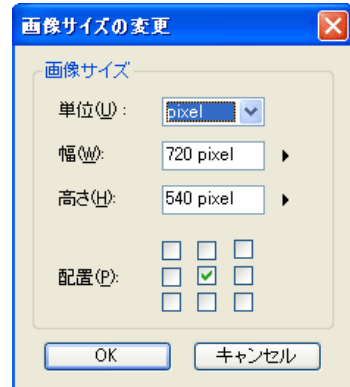 画像サイズの変更
画像サイズ
単位(U) : pixel
幅(W): 720 pixel
高さ(H): 540 pixel
配置(P):
OK キャンセル